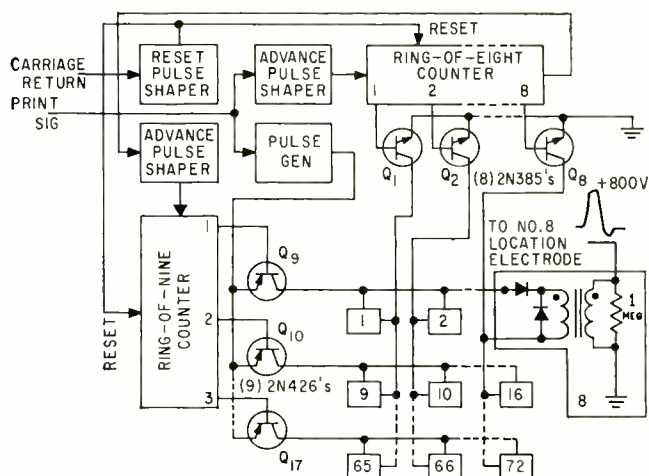 RESET
CARRIAGE
RETURN
PRINT
SIG
RESET
PULSE
SHAPER
ADVANCE
PULSE
SHAPER
RING-OF-EIGHT
COUNTER
1 2 8
ADVANCE
PULSE
SHAPER
PULSE
GEN
Q1 Q2 (8) 2N385's Q8
+800V
TO NO.8
LOCATION
ELECTRODE
RESET
RING-OF-NINE
COUNTER
1
2
3
Q9
Q10
(9) 2N426's
Q17
1 2
1
MEG
8
9 10 16
65 66 72